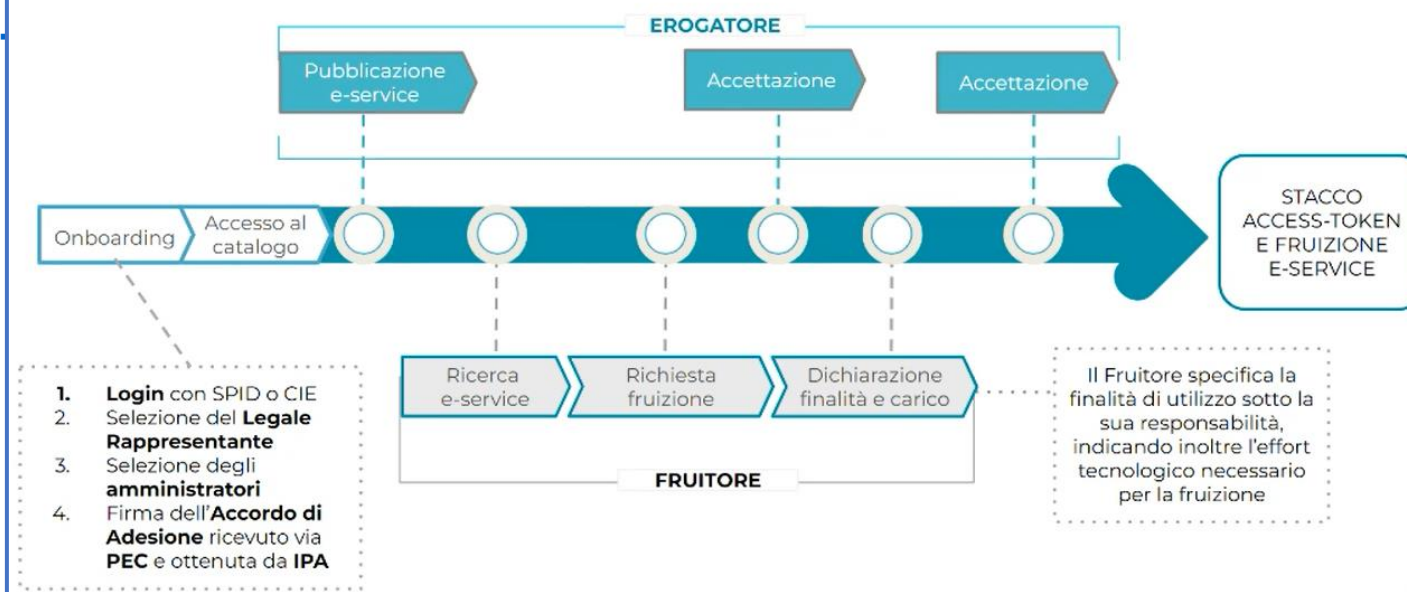 EROGATORE
Pubblicazione
e-service
Accettazione
Accettazione
Onboarding
Accesso al
catalogo
STACCO
ACCESS-TOKEN
E FRUIZIONE
E-SERVICE
Ricerca
e-service
Richiesta
fruizione
Dichiarazione
finalità e carico
FRUITORE
1. Login con SPID o CIE
2. Selezione del Legale
Rappresentante
3. Selezione degli
amministratori
4. Firma dell'Accordo di
Adesione ricevuto via
PEC e ottenuta da IPA
Il Fruitore specifica la
finalità di utilizzo sotto la
sua responsabilità,
indicando inoltre l'effort
tecnologico necessario
per la fruizione